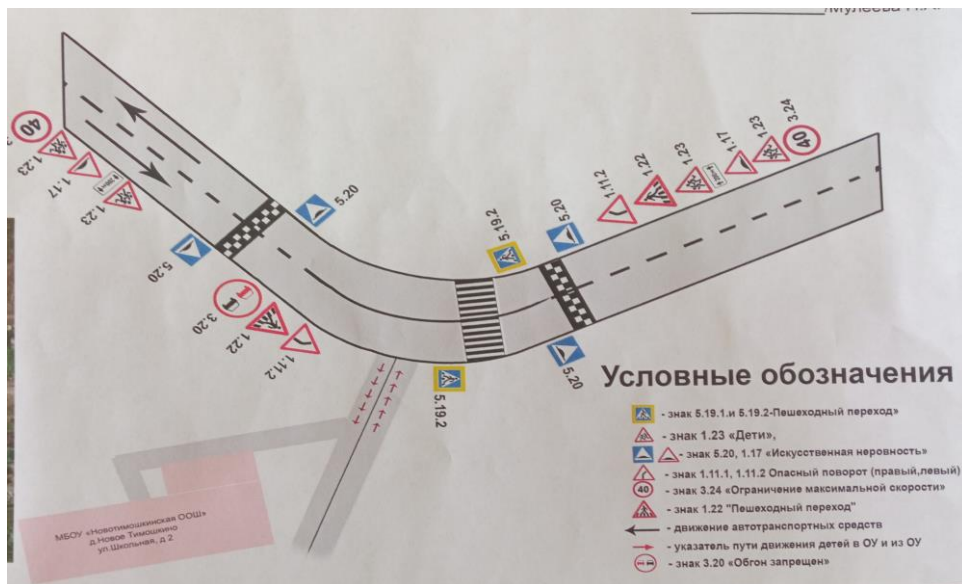 3.24
40
1.23
1.17
1.23
1.22
1.11.2
40
1.23
1.17
1.23
5.20
5.20
5.19.2
5.20
3.20
1.22
1.11.2
5.19.2
5.20
Условные обозначения
- знак 5.19.1.и 5.19.2-Пешеходный переход»
- знак 1.23 «Дети»,
- знак 5.20, 1.17 «Искусственная неровность»
- знак 1.11.1, 1.11.2 Опасный поворот (правый,левый)
40 - знак 3.24 «Ограничение максимальной скорости»
- знак 1.22 "Пешеходный переход"
- движение автотранспортных средств
- указатель пути движения детей в ОУ и из ОУ
- знак 3.20 «Обгон запрещен»
МБОУ «Новотимошкинская ООШ»
д.Новое Тимошкино
ул.Школьная, д 2